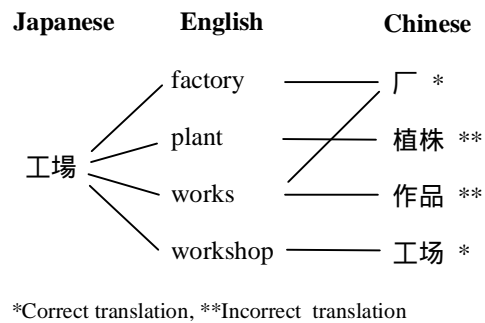 Japanese English Chinese
factory 厂 *
plant 植株 **
工場
works 作品 **
workshop 工场 *
*Correct translation, **Incorrect translation